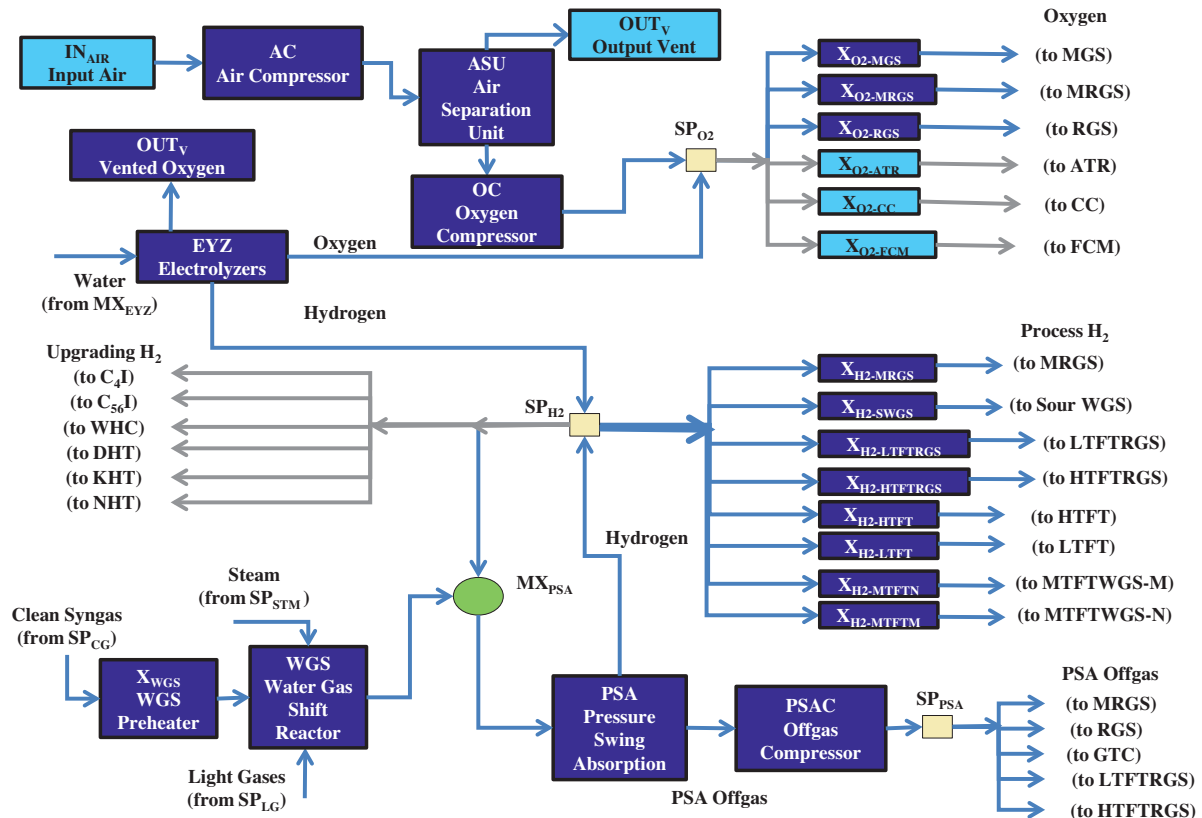 IN_AIR
Input Air
AC
Air Compressor
ASU
Air
Separation
Unit
OUT_V
Output Vent
OUT_V
Vented Oxygen
OC
Oxygen
Compressor
EYZ
Electrolyzers
Water
(from MX_EYZ)
Oxygen
Hydrogen
SP_O2
Oxygen
X_O2-MGS
(to MGS)
X_O2-MRGS
(to MRGS)
X_O2-RGS
(to RGS)
X_O2-ATR
(to ATR)
X_O2-CC
(to CC)
X_O2-FCM
(to FCM)
Upgrading H₂
(to C₄I)
(to C₅₆I)
(to WHC)
(to DHT)
(to KHT)
(to NHT)
SP_H2
Process H₂
X_H2-MRGS
(to MRGS)
X_H2-SWGS
(to Sour WGS)
X_H2-LTFTRGS
(to LTFTRGS)
X_H2-HTFTRGS
(to HTFTRGS)
X_H2-HTFT
(to HTFT)
X_H2-LTFT
(to LTFT)
X_H2-MTFTN
(to MTFTWGS-M)
X_H2-MTFTM
(to MTFTWGS-N)
Hydrogen
MX_PSA
Steam
(from SP_STM)
Clean Syngas
(from SP_CG)
X_WGS
WGS
Preheater
WGS
Water Gas
Shift
Reactor
Light Gases
(from SP_LG)
PSA
Pressure
Swing
Absorption
PSAC
Offgas
Compressor
PSA Offgas
SP_PSA
PSA Offgas
(to MRGS)
(to RGS)
(to GTC)
(to LTFTRGS)
(to HTFTRGS)